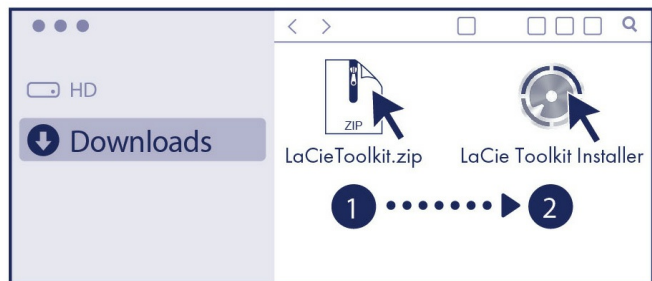 HD
Downloads
ZIP
LaCieToolkit.zip
LaCie Toolkit Installer
1
2